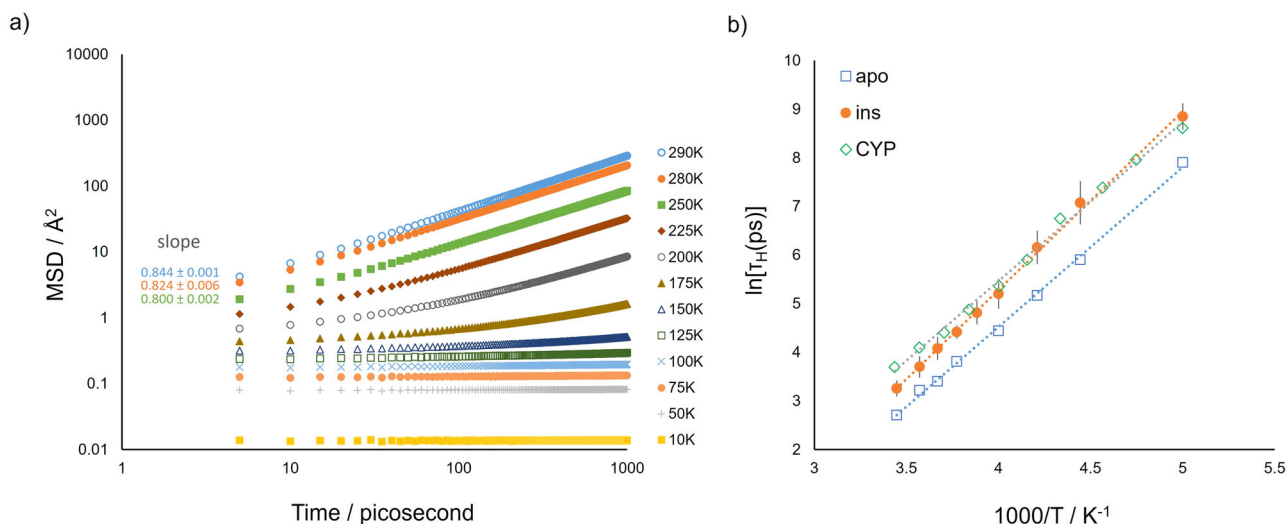 a)
10000
1000
100
10
1
0.1
0.01
MSD / Å²
slope
0.844 ± 0.001
0.824 ± 0.006
0.800 ± 0.002
1
10
100
1000
Time / picosecond
290K
280K
250K
225K
200K
175K
150K
125K
100K
75K
50K
10K
b)
apo
ins
CYP
10
9
8
7
6
5
4
3
2
ln[τH(ps)]
3
3.5
4
4.5
5
5.5
1000/T / K⁻¹